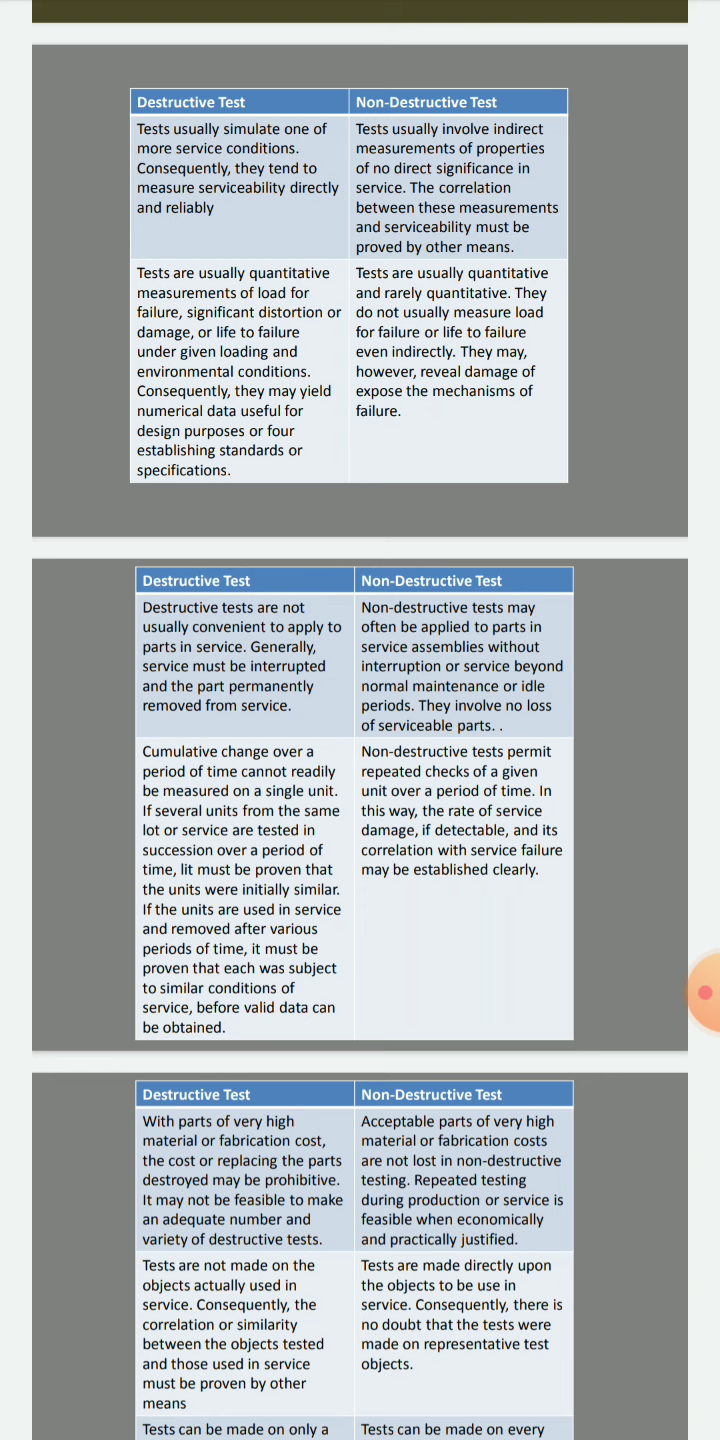 Destructive Test
Non-Destructive Test
Tests usually simulate one of
more service conditions.
Consequently, they tend to
measure serviceability directly
and reliably
Tests usually involve indirect
measurements of properties
of no direct significance in
service. The correlation
between these measurements
and serviceability must be
proved by other means.
Tests are usually quantitative
measurements of load for
failure, significant distortion or
damage, or life to failure
under given loading and
environmental conditions.
Consequently, they may yield
numerical data useful for
design purposes or four
establishing standards or
specifications.
Tests are usually quantitative
and rarely quantitative. They
do not usually measure load
for failure or life to failure
even indirectly. They may,
however, reveal damage of
expose the mechanisms of
failure.
Destructive Test
Non-Destructive Test
Destructive tests are not
usually convenient to apply to
parts in service. Generally,
service must be interrupted
and the part permanently
removed from service.
Non-destructive tests may
often be applied to parts in
service assemblies without
interruption or service beyond
normal maintenance or idle
periods. They involve no loss
of serviceable parts. .
Cumulative change over a
period of time cannot readily
be measured on a single unit.
If several units from the same
lot or service are tested in
succession over a period of
time, lit must be proven that
the units were initially similar.
If the units are used in service
and removed after various
periods of time, it must be
proven that each was subject
to similar conditions of
service, before valid data can
be obtained.
Non-destructive tests permit
repeated checks of a given
unit over a period of time. In
this way, the rate of service
damage, if detectable, and its
correlation with service failure
may be established clearly.
Destructive Test
Non-Destructive Test
With parts of very high
material or fabrication cost,
the cost or replacing the parts
destroyed may be prohibitive.
It may not be feasible to make
an adequate number and
variety of destructive tests.
Acceptable parts of very high
material or fabrication costs
are not lost in non-destructive
testing. Repeated testing
during production or service is
feasible when economically
and practically justified.
Tests are not made on the
objects actually used in
service. Consequently, the
correlation or similarity
between the objects tested
and those used in service
must be proven by other
means
Tests are made directly upon
the objects to be use in
service. Consequently, there is
no doubt that the tests were
made on representative test
objects.
Tests can be made on only a
Tests can be made on every